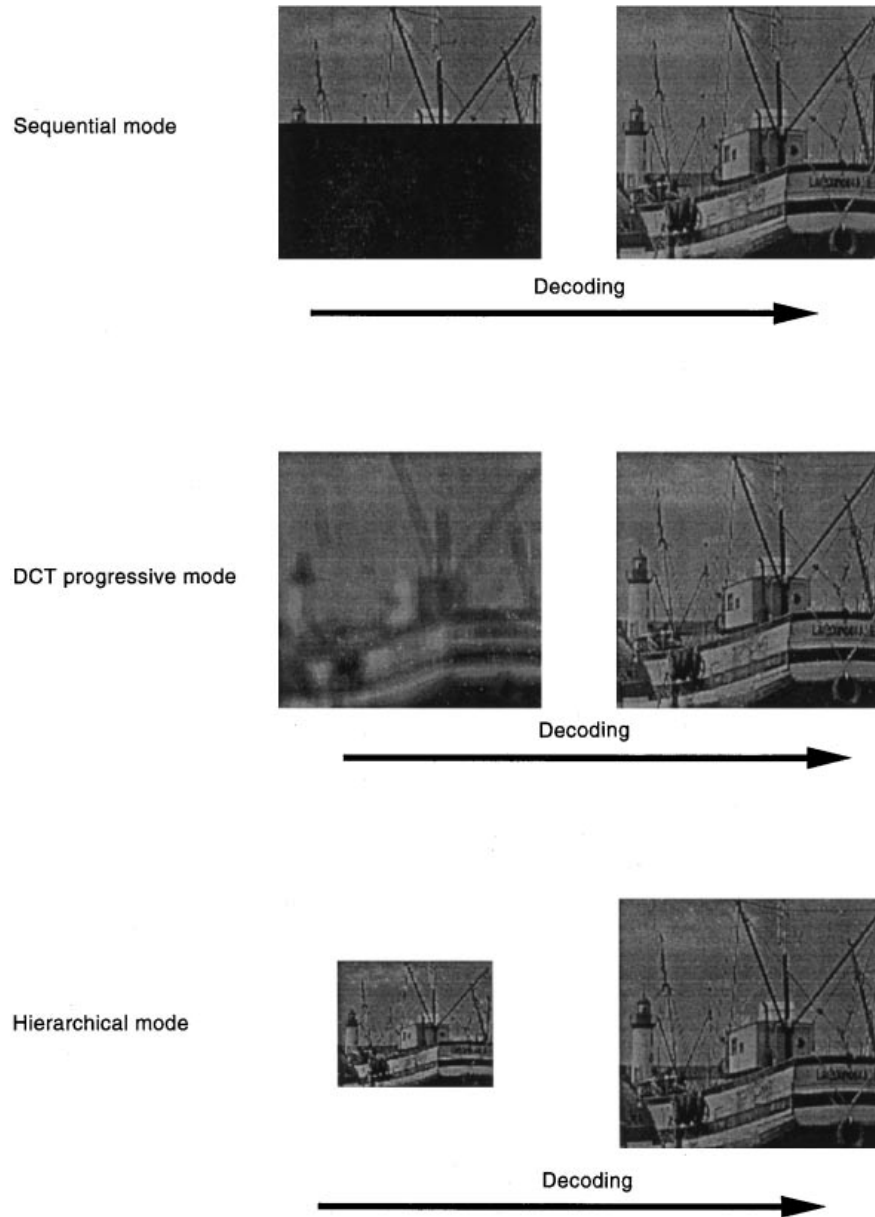 Sequential mode
Decoding
DCT progressive mode
Decoding
Hierarchical mode
Decoding